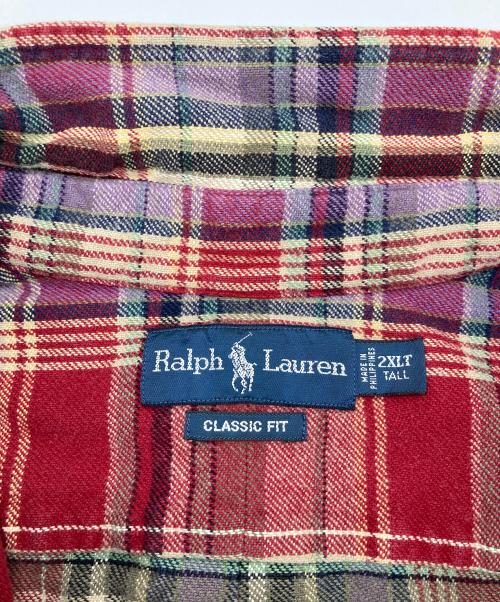 Ralph Lauren
MADE IN
PHILIPPINES
2XLT
TALL
CLASSIC FIT